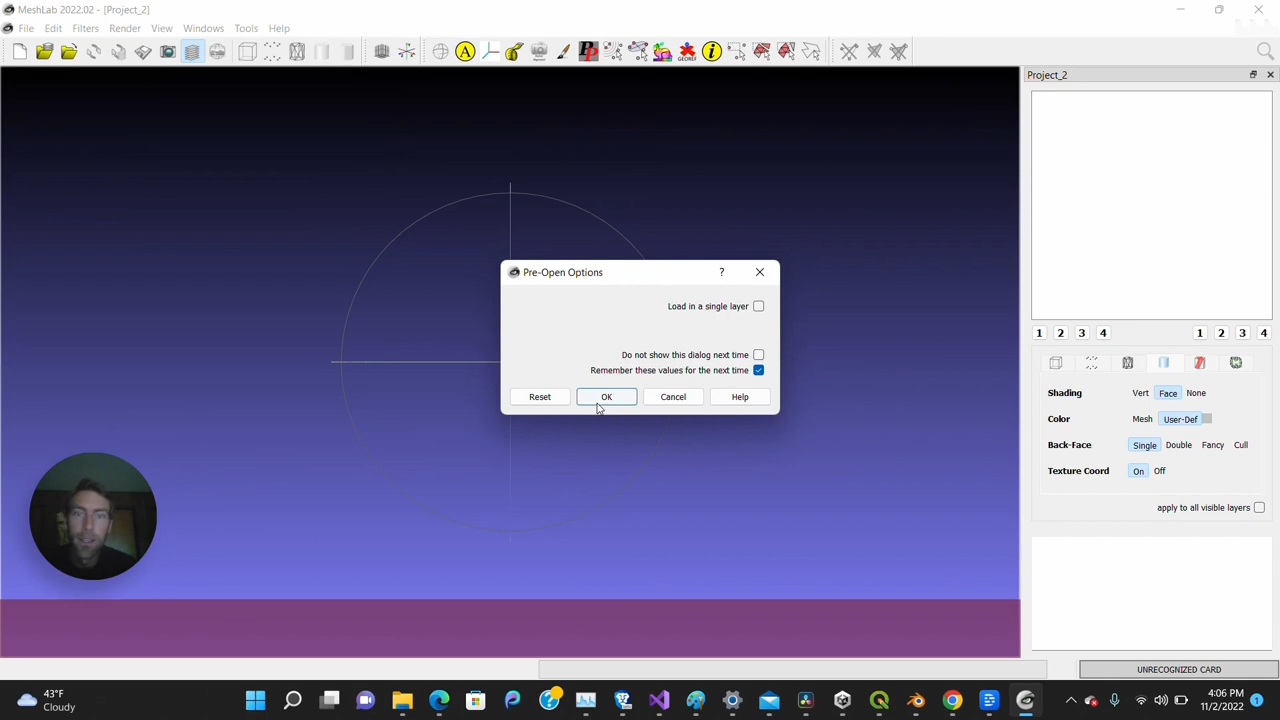 MeshLab 2022.02 - [Project_2]
File Edit Filters Render View Windows Tools Help
Project_2
Pre-Open Options
Load in a single layer
Do not show this dialog next time
Remember these values for the next time
Reset OK Cancel Help
1 2 3 4 1 2 3 4
Shading Vert Face None
Color Mesh User-Def
Back-Face Single Double Fancy Cull
Texture Coord On Off
apply to all visible layers
UNRECOGNIZED CARD
43°F
Cloudy
4:06 PM
11/2/2022
1